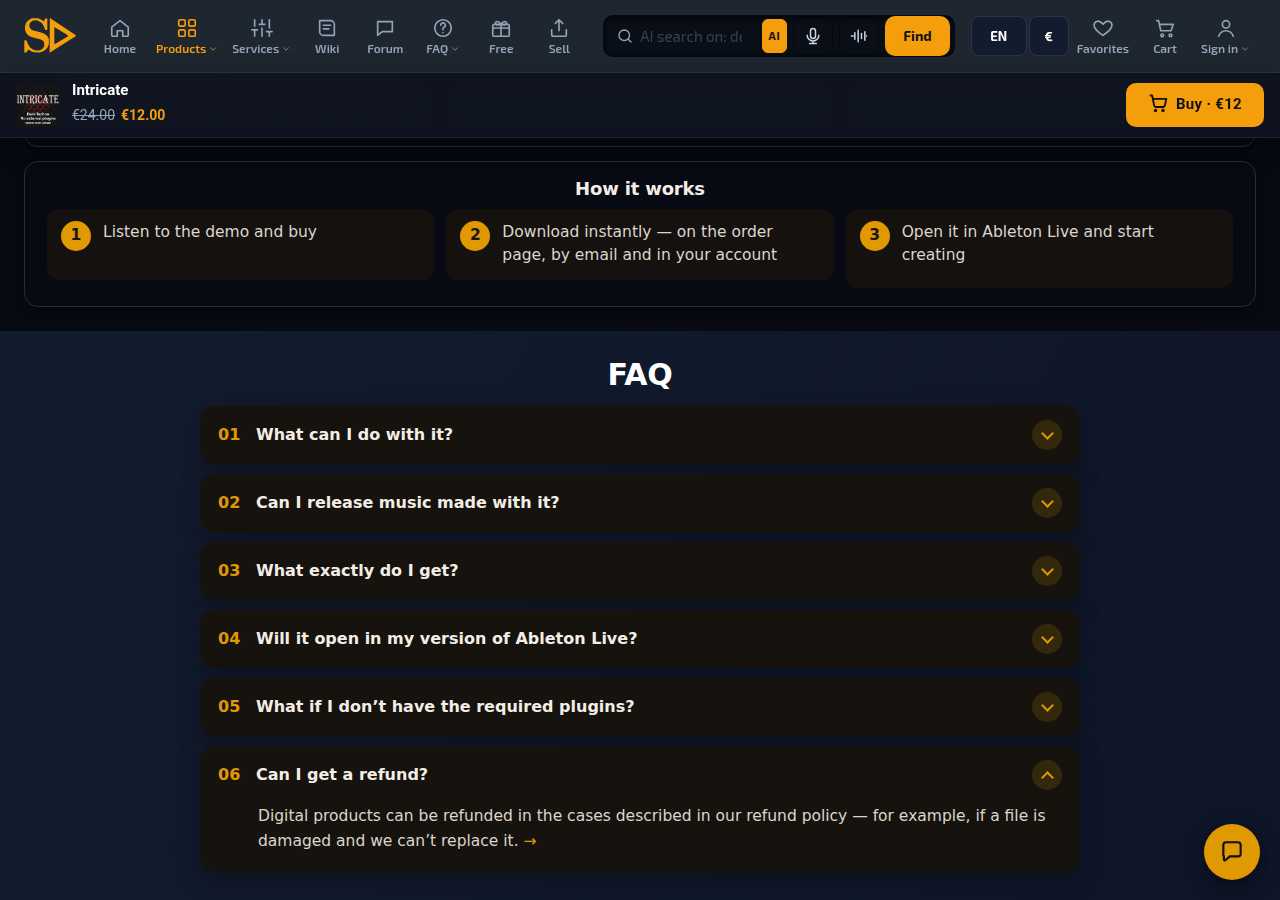 Home
Products
Services
Wiki
Forum
FAQ
Free
Sell
AI search on:
AI
Find
EN
€
Favorites
Cart
Sign in
INTRICATE
Intricate
€24.00 €12.00
Buy · €12
How it works
1 Listen to the demo and buy
2 Download instantly — on the order
page, by email and in your account
3 Open it in Ableton Live and start
creating
FAQ
01 What can I do with it?
02 Can I release music made with it?
03 What exactly do I get?
04 Will it open in my version of Ableton Live?
05 What if I don’t have the required plugins?
06 Can I get a refund?
Digital products can be refunded in the cases described in our refund policy — for example, if a file is
damaged and we can’t replace it. →